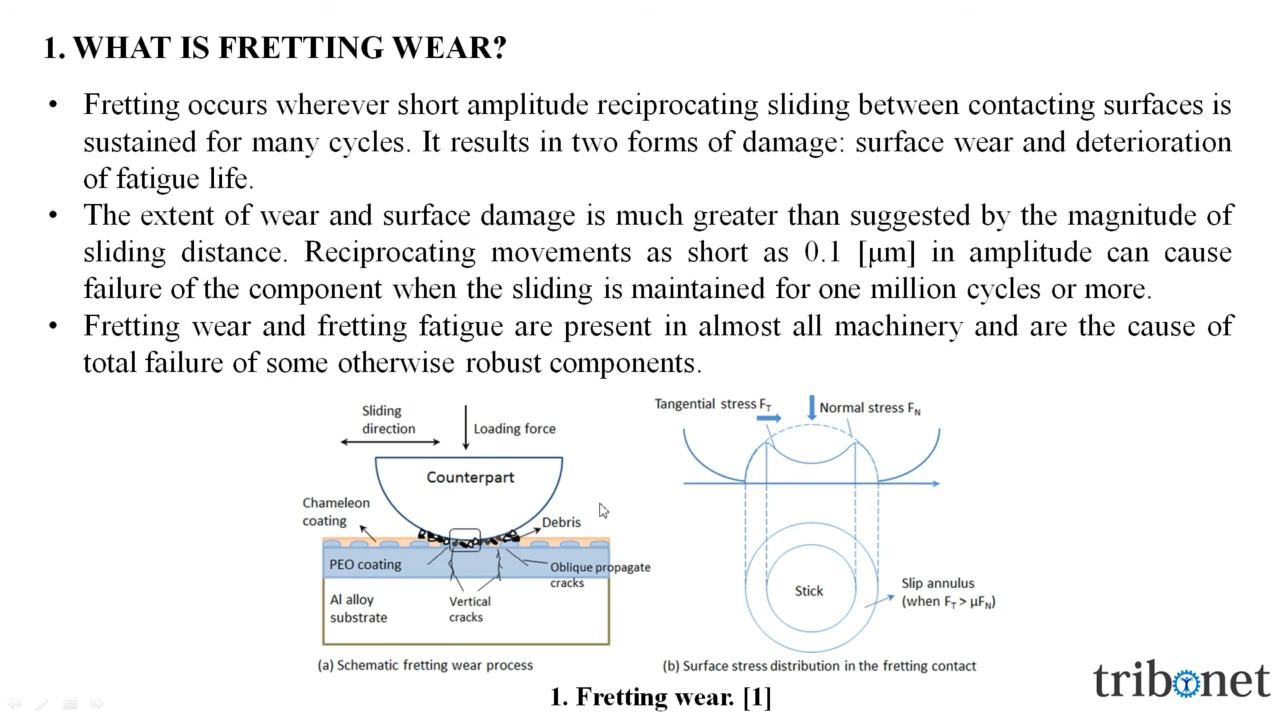 1. WHAT IS FRETTING WEAR?
• Fretting occurs wherever short amplitude reciprocating sliding between contacting surfaces is
sustained for many cycles. It results in two forms of damage: surface wear and deterioration
of fatigue life.
• The extent of wear and surface damage is much greater than suggested by the magnitude of
sliding distance. Reciprocating movements as short as 0.1 [μm] in amplitude can cause
failure of the component when the sliding is maintained for one million cycles or more.
• Fretting wear and fretting fatigue are present in almost all machinery and are the cause of
total failure of some otherwise robust components.
Sliding
direction
Loading force
Counterpart
Chameleon
coating
Debris
PEO coating
Oblique propagate
cracks
Al alloy
substrate
Vertical
cracks
(a) Schematic fretting wear process
Tangential stress F_T
Normal stress F_N
Stick
Slip annulus
(when F_T > μF_N)
(b) Surface stress distribution in the fretting contact
1. Fretting wear. [1]
tribonet